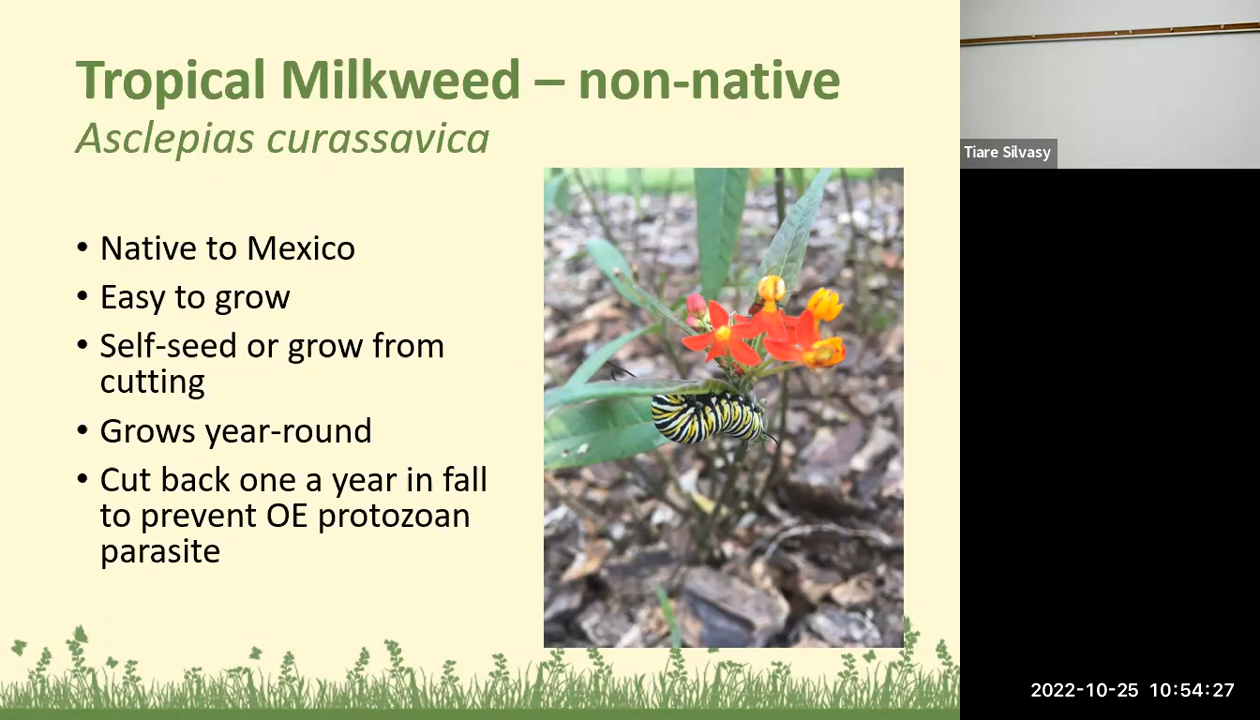 Tropical Milkweed – non-native
Asclepias curassavica
• Native to Mexico
• Easy to grow
• Self-seed or grow from
cutting
• Grows year-round
• Cut back one a year in fall
to prevent OE protozoan
parasite
Tiare Silvasy
2022-10-25 10:54:27